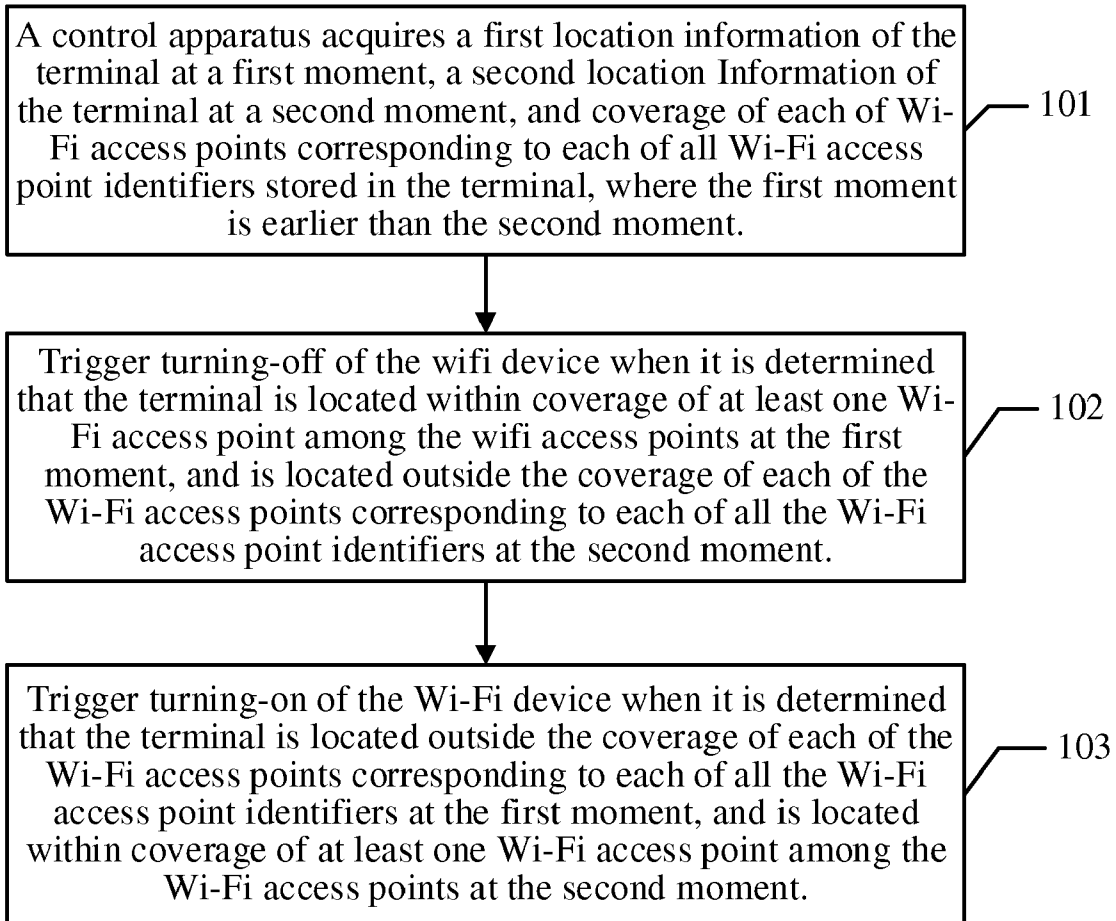 A control apparatus acquires a first location information of the
terminal at a first moment, a second location Information of
the terminal at a second moment, and coverage of each of Wi-
Fi access points corresponding to each of all Wi-Fi access
point identifiers stored in the terminal, where the first moment
is earlier than the second moment.
101
Trigger turning-off of the wifi device when it is determined
that the terminal is located within coverage of at least one Wi-
Fi access point among the wifi access points at the first
moment, and is located outside the coverage of each of the
Wi-Fi access points corresponding to each of all the Wi-Fi
access point identifiers at the second moment.
102
Trigger turning-on of the Wi-Fi device when it is determined
that the terminal is located outside the coverage of each of the
Wi-Fi access points corresponding to each of all the Wi-Fi
access point identifiers at the first moment, and is located
within coverage of at least one Wi-Fi access point among the
Wi-Fi access points at the second moment.
103